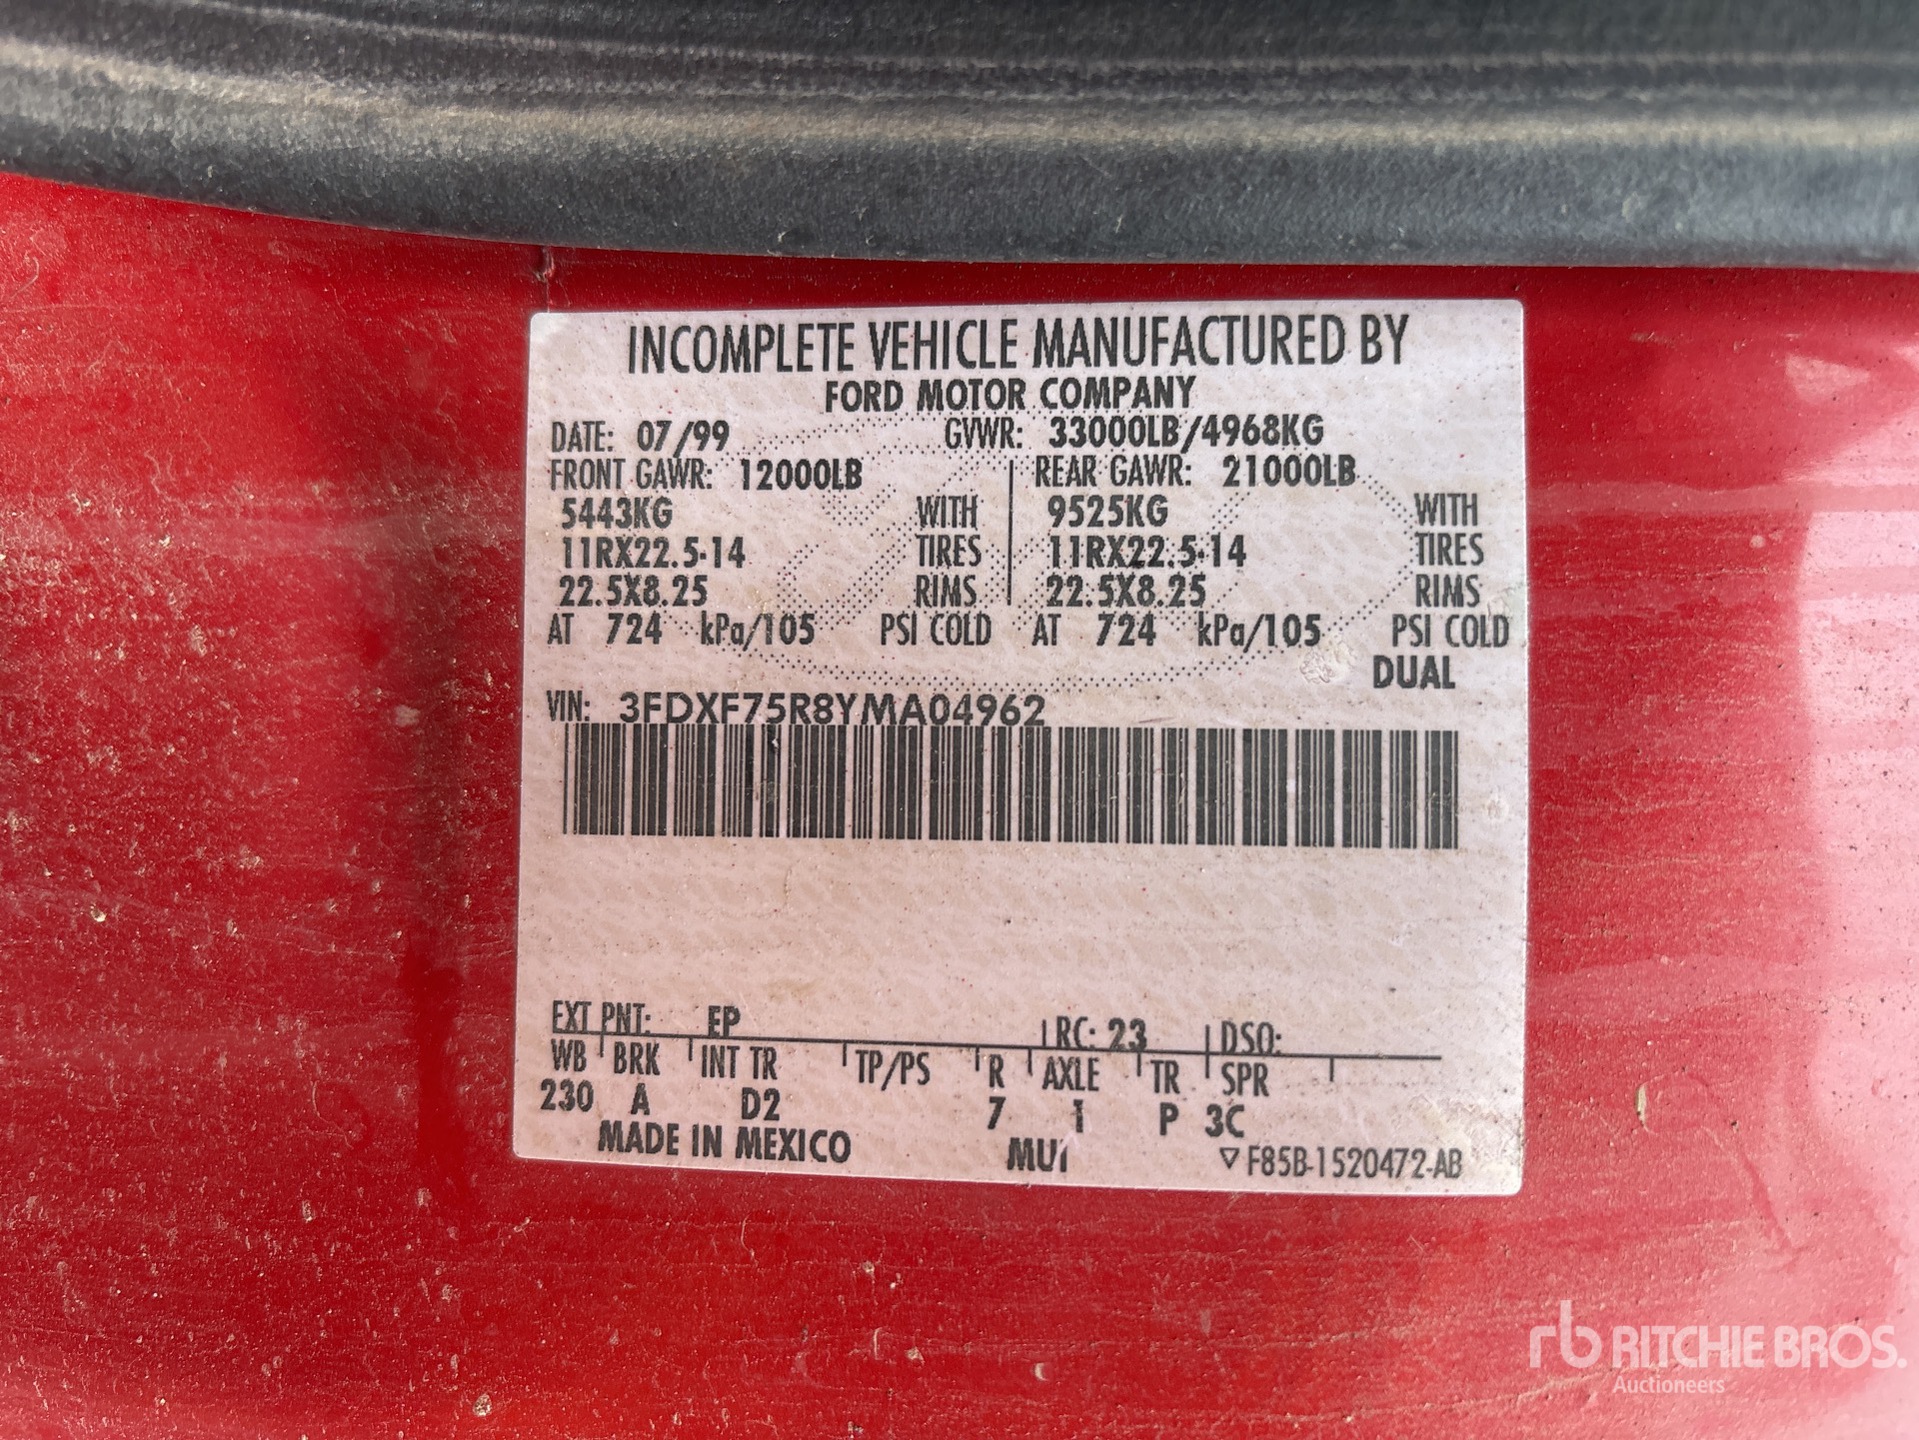 INCOMPLETE VEHICLE MANUFACTURED BY
FORD MOTOR COMPANY
DATE: 07/99 GVWR: 33000LB/4968KG
FRONT GAWR: 12000LB REAR GAWR: 21000LB
5443KG WITH 9525KG WITH
11RX22.5-14 TIRES 11RX22.5-14 TIRES
22.5X8.25 RIMS 22.5X8.25 RIMS
AT 724 kPa/105 PSI COLD AT 724 kPa/105 PSI COLD
DUAL
VIN: 3FDXF75R8YMA04962
EXT PNT: EP RC: 23 DSO:
WB BRK INT TR TP/PS R AXLE TR SPR
230 A D2 7 1 P 3C
MADE IN MEXICO ▽F85B-1520472-AB
rb RITCHIE BROS.
Auctioneers